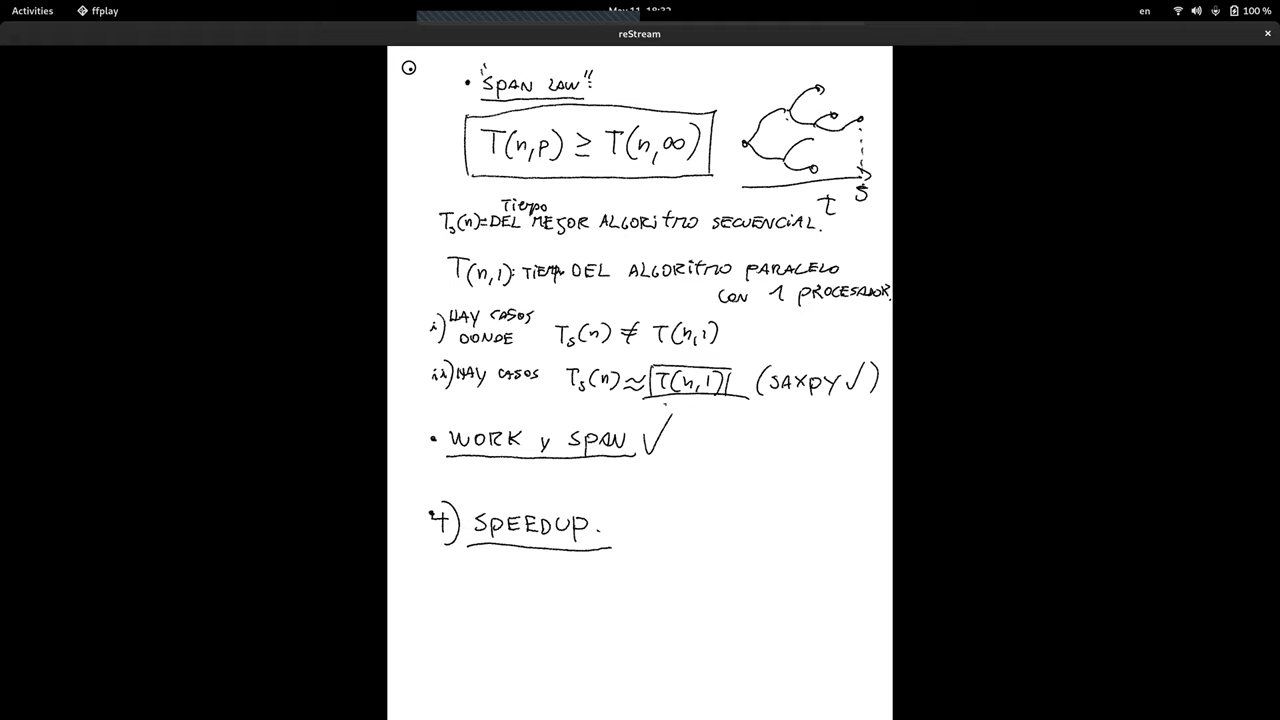 Activities ffplay
en 100 %
reStream
• "SPAN LAW":
T(n,p) ≥ T(n,∞)
t s
Tiempo
Ts(n)= DEL MEJOR ALGORITMO SECUENCIAL.
T(n,1): TIEMPO DEL ALGORITMO PARALELO
CON 1 PROCESADOR.
i) HAY CASOS
DONDE Ts(n) ≠ T(n,1)
ii) HAY CASOS Ts(n) ≈ T(n,1) (SAXPY ✓)
• WORK y SPAN ✓
4) SPEEDUP.